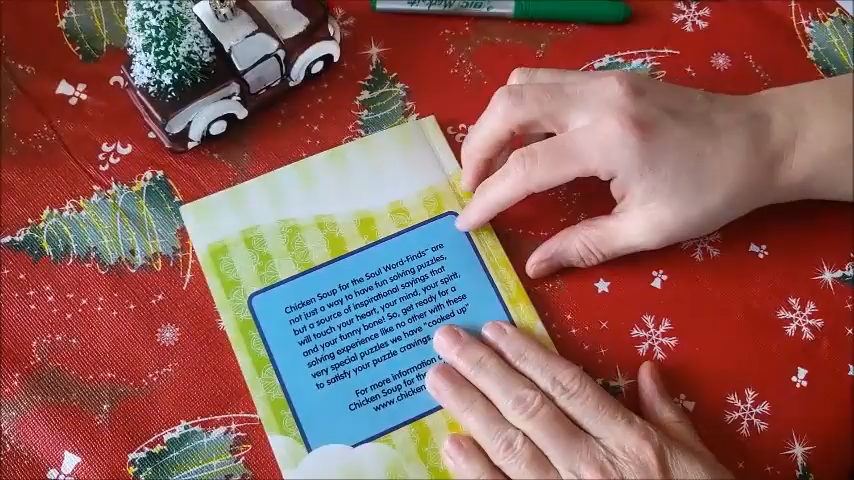 BIC Mark-it
Chicken Soup for the Soul Word-Finds™ are
not just a way to have fun solving puzzles,
but a source of inspirational sayings that
will touch your heart, your mind, your spirit,
and your funny bone! So, get ready for a
solving experience like no other with these
very special puzzles we have "cooked up"
to satisfy your puzzle cravings.
For more information
Chicken Soup for the
www.chicken